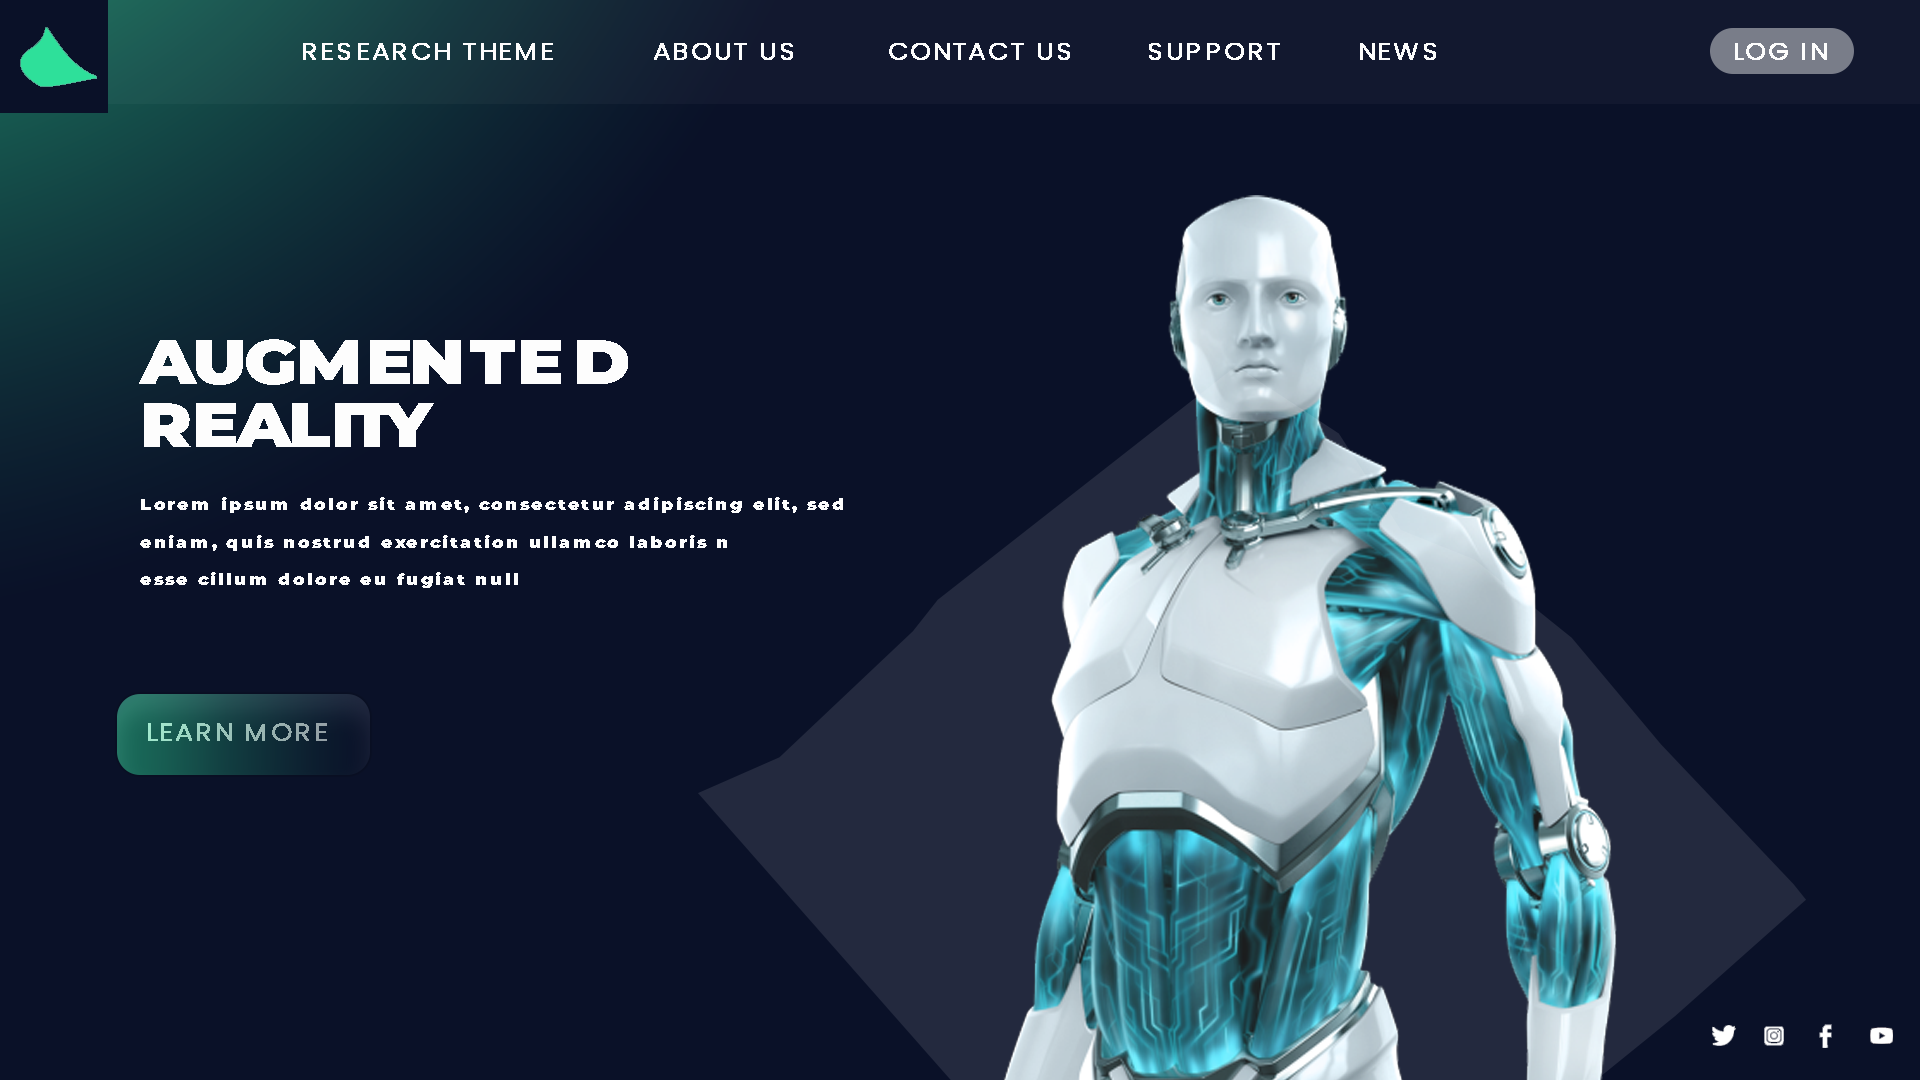 RESEARCH THEME
ABOUT US
CONTACT US
SUPPORT
NEWS
LOG IN
AUGMENTED
REALITY
Lorem ipsum dolor sit amet, consectetur adipiscing elit, sed
eniam, quis nostrud exercitation ullamco laboris n
esse cillum dolore eu fugiat null
LEARN MORE